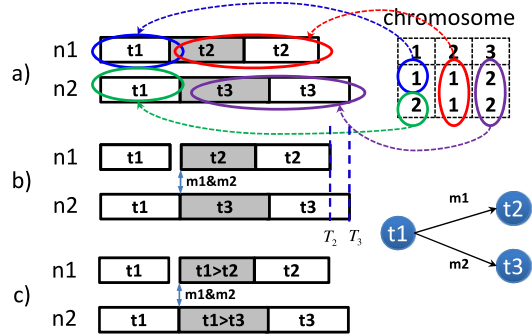 chromosome
a) n1 t1 t2 t2
1 2 3
1 1 2
n2 t1 t3 t3
2 1 2
b) n1 t1 t2 t2
m1&m2
n2 t1 t3 t3
T2 T3
m1
t2
t1
m2
t3
c) n1 t1 t1>t2 t2
m1&m2
n2 t1 t1>t3 t3